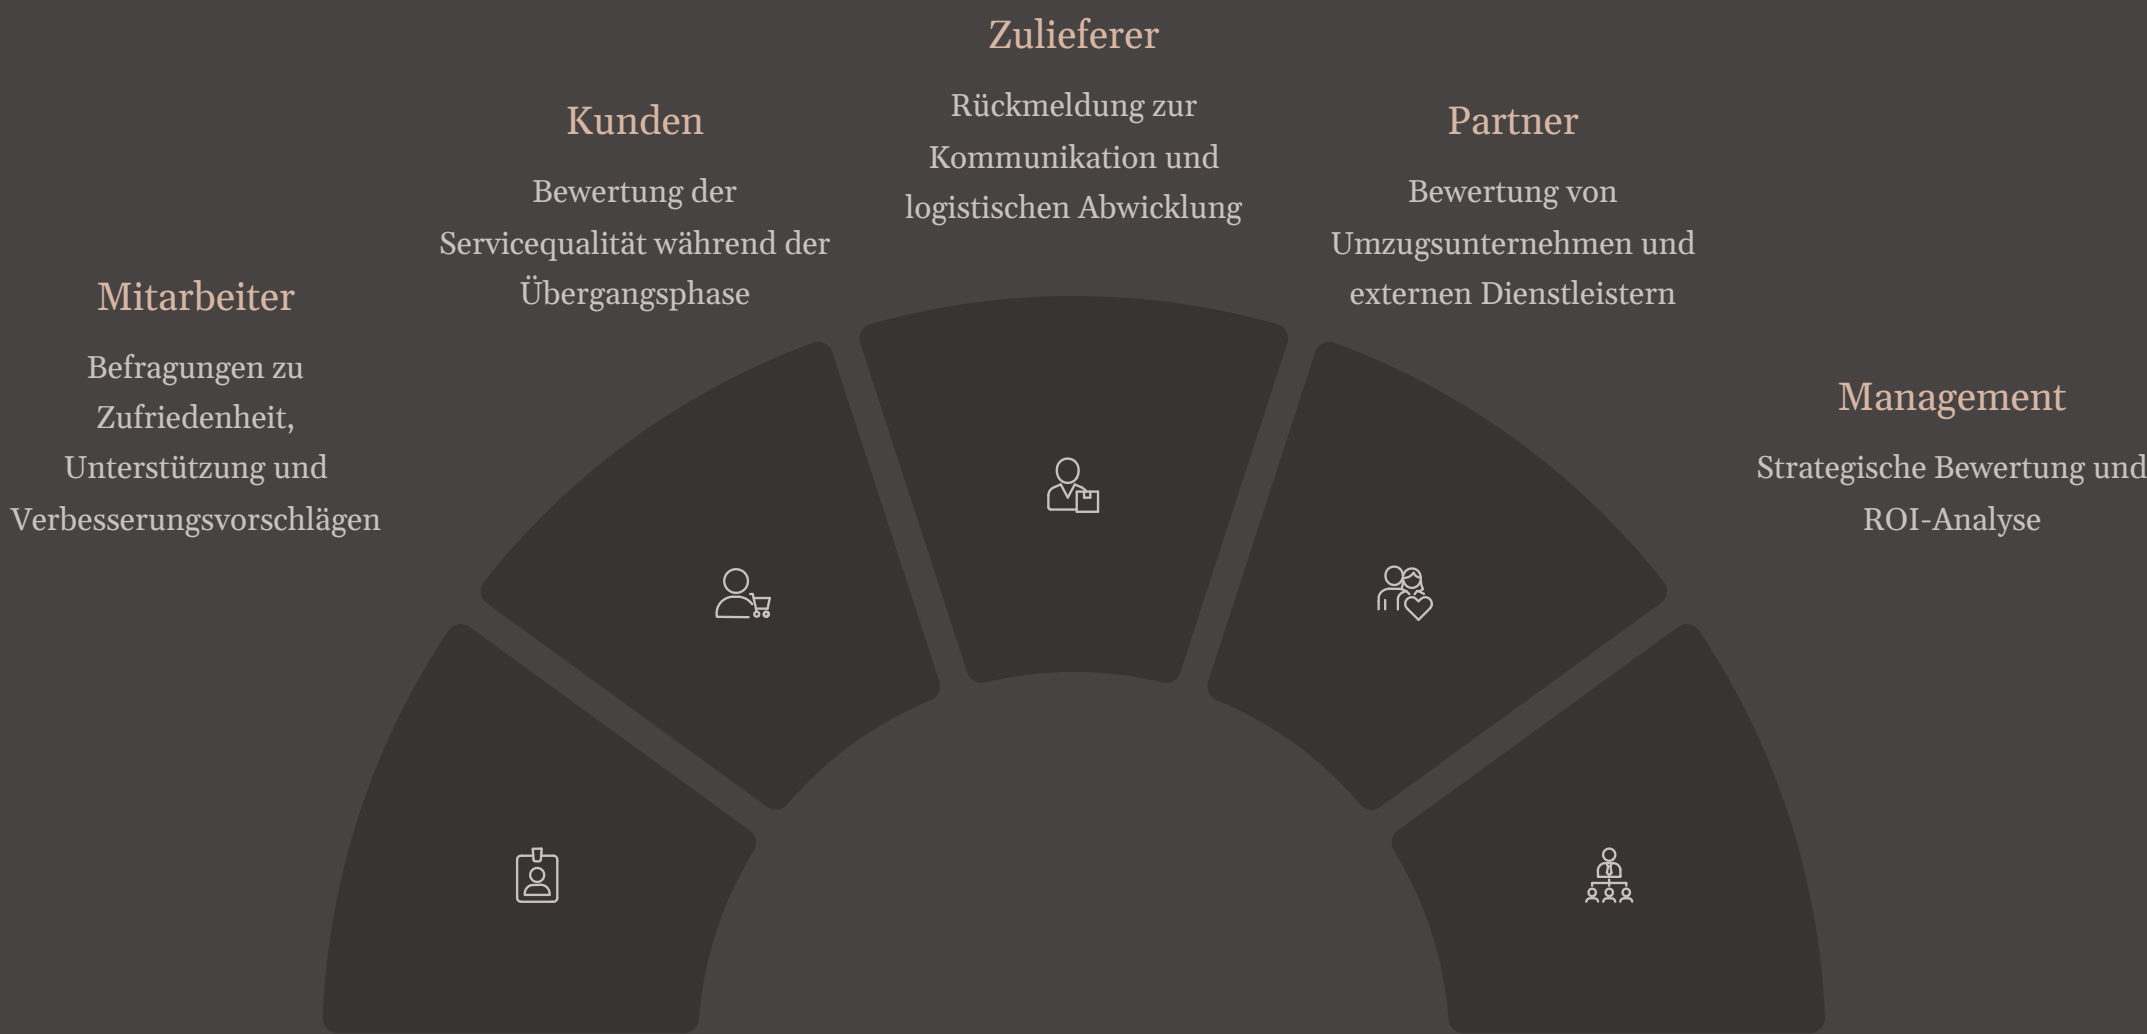 Mitarbeiter
Befragungen zu
Zufriedenheit,
Unterstützung und
Verbesserungsvorschlägen
Kunden
Bewertung der
Servicequalität während der
Übergangsphase
Zulieferer
Rückmeldung zur
Kommunikation und
logistischen Abwicklung
Partner
Bewertung von
Umzugsunternehmen und
externen Dienstleistern
Management
Strategische Bewertung und
ROI-Analyse